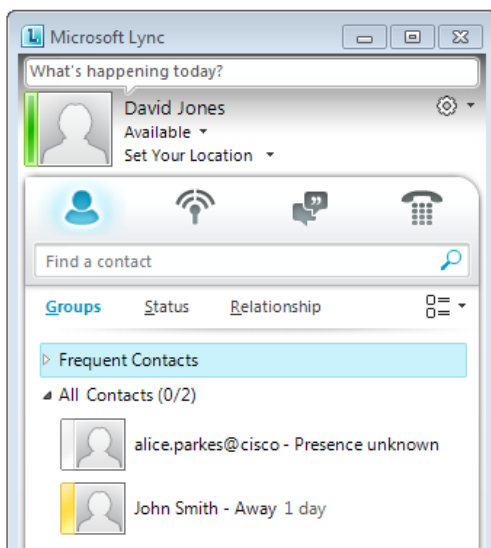 Microsoft Lync
What's happening today?
David Jones
Available
Set Your Location
Find a contact
Groups Status Relationship
Frequent Contacts
All Contacts (0/2)
alice.parkes@cisco - Presence unknown
John Smith - Away 1 day